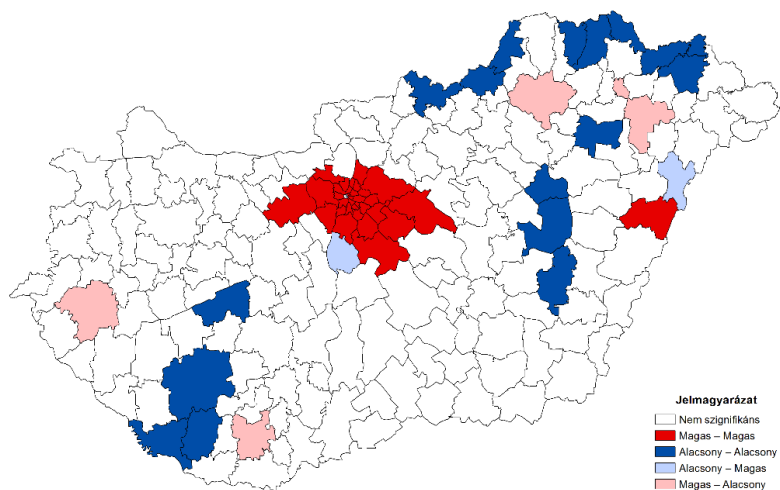 Jelmagyarázat
Nem szignifikáns
Magas – Magas
Alacsony – Alacsony
Alacsony – Magas
Magas – Alacsony